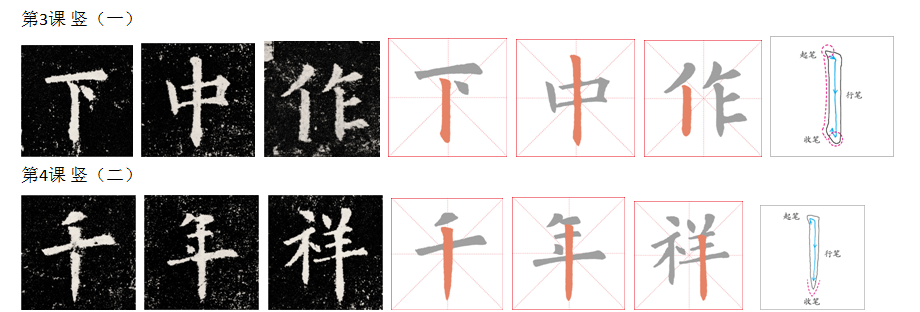 第3课 竖（一）
下 中 作 下 中 作 起笔 行笔 收笔
第4课 竖（二）
千 年 祥 千 年 祥 起笔 行笔 收笔